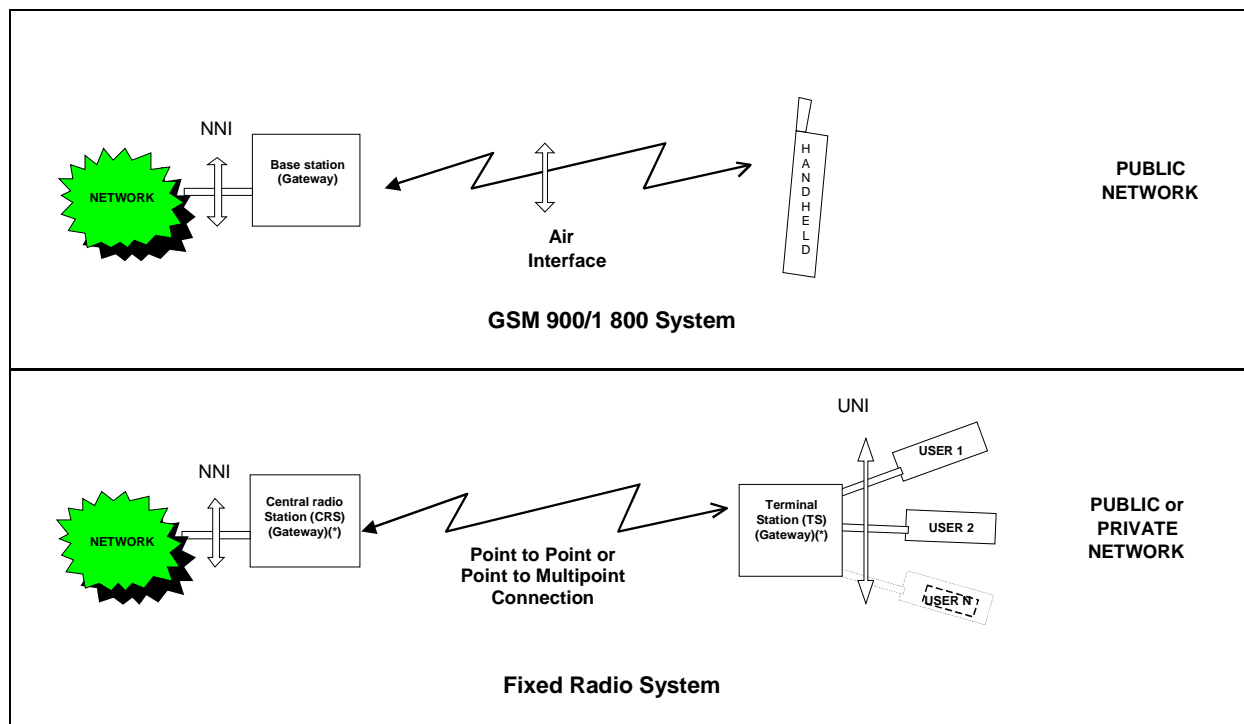 NNI
NETWORK
Base station
(Gateway)
Air
Interface
HANDHELD
PUBLIC
NETWORK
GSM 900/1 800 System
UNI
NNI
NETWORK
Central radio
Station (CRS)
(Gateway)(*)
Point to Point or
Point to Multipoint
Connection
Terminal
Station (TS)
(Gateway)(*)
USER 1
USER 2
USER N
PUBLIC or
PRIVATE
NETWORK
Fixed Radio System